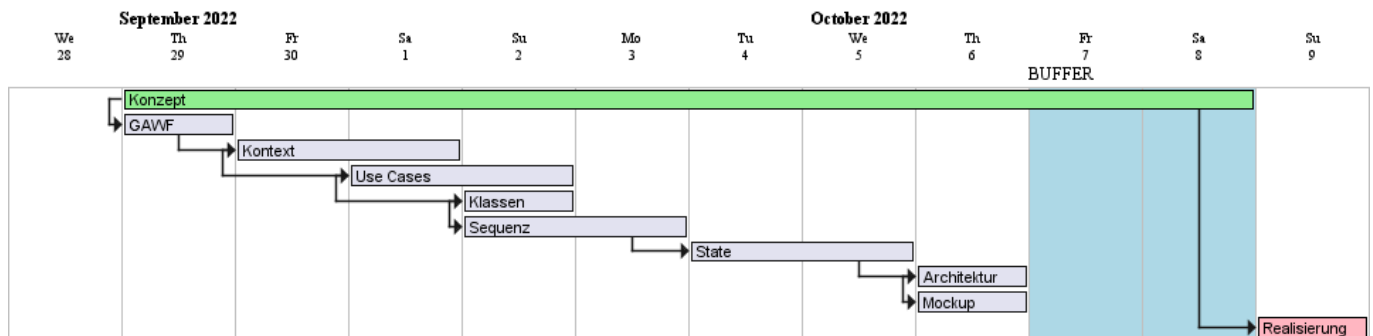 September 2022 October 2022
We Th Fr Sa Su Mo Tu We Th Fr Sa Su
28 29 30 1 2 3 4 5 6 7 8 9
BUFFER
Konzept
GAWF
Kontext
Use Cases
Klassen
Sequenz
State
Architektur
Mockup
Realisierung